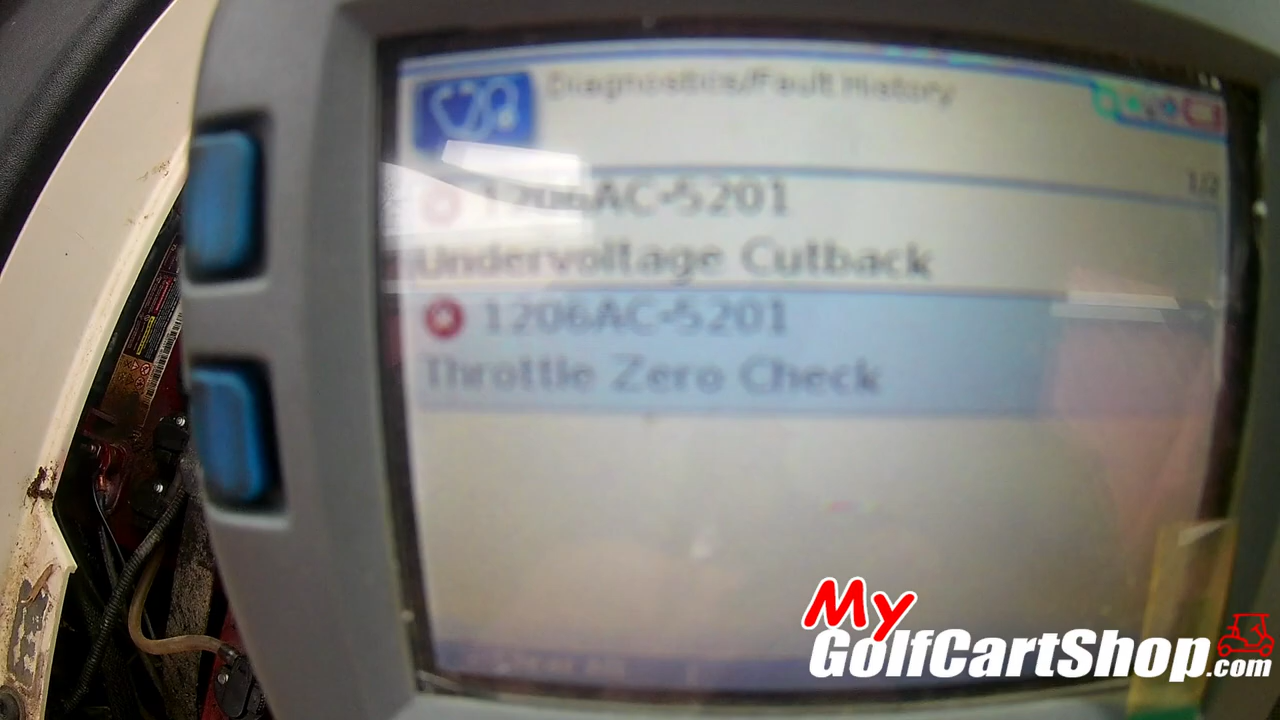 Diagnostics/Fault History
1/2
1206AC-5201
Undervoltage Cutback
1206AC-5201
Throttle Zero Check
My
GolfCartShop.com